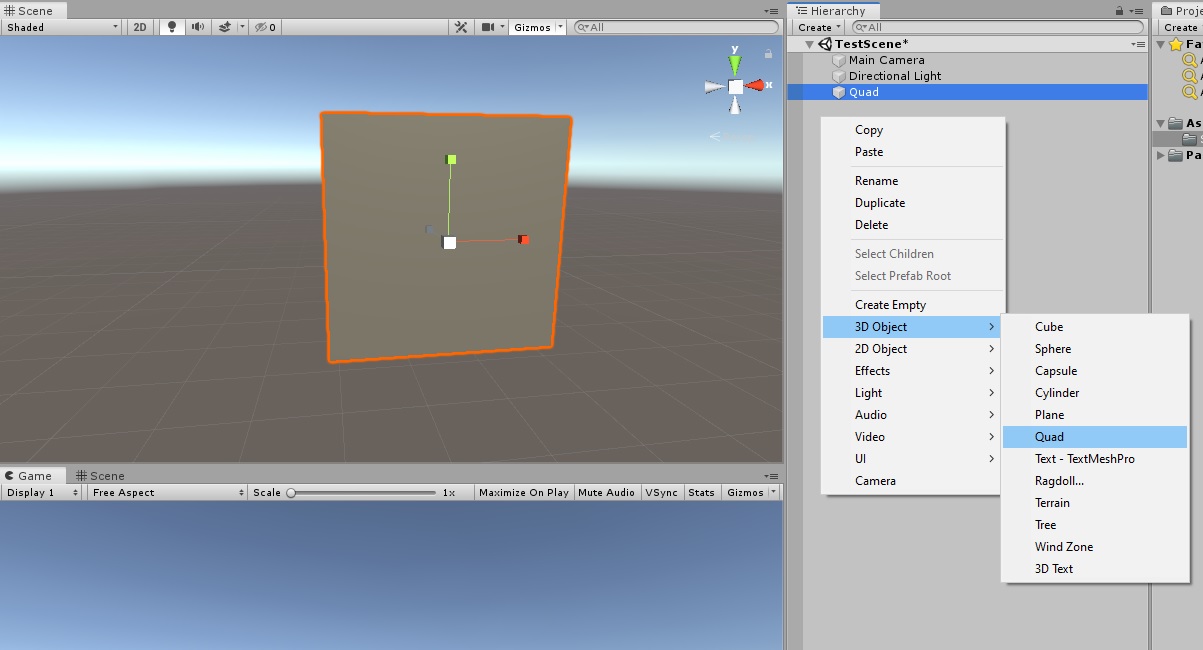 Scene
Shaded 2D 0 Gizmos All
y
x
Game Scene
Display 1 Free Aspect Scale 1x Maximize On Play Mute Audio VSync Stats Gizmos
Hierarchy
Create All
TestScene*
Main Camera
Directional Light
Quad
Copy
Paste
Rename
Duplicate
Delete
Select Children
Select Prefab Root
Create Empty
3D Object
2D Object
Effects
Light
Audio
Video
UI
Camera
Cube
Sphere
Capsule
Cylinder
Plane
Quad
Text - TextMeshPro
Ragdoll...
Terrain
Tree
Wind Zone
3D Text
Proje
Create
Fa
As
Pa